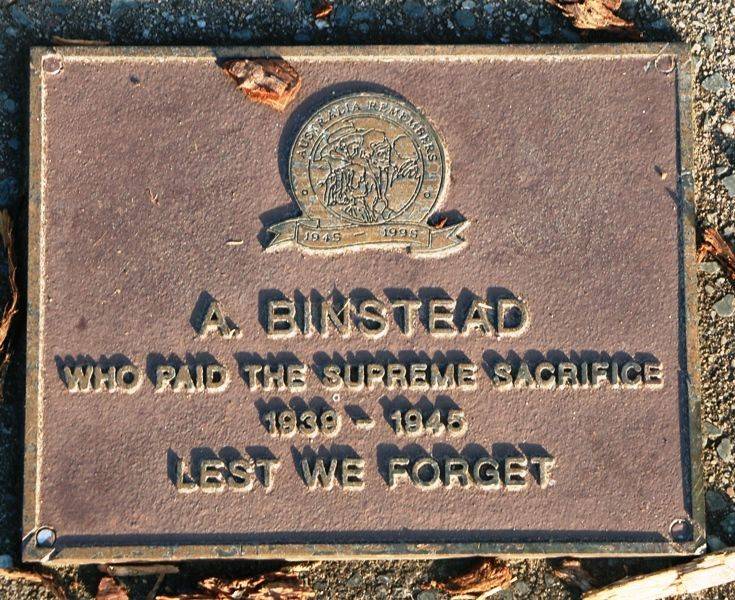 AUSTRALIA REMEMBERS
1945 1995
A. BINSTEAD
WHO PAID THE SUPREME SACRIFICE
1939 - 1945
LEST WE FORGET